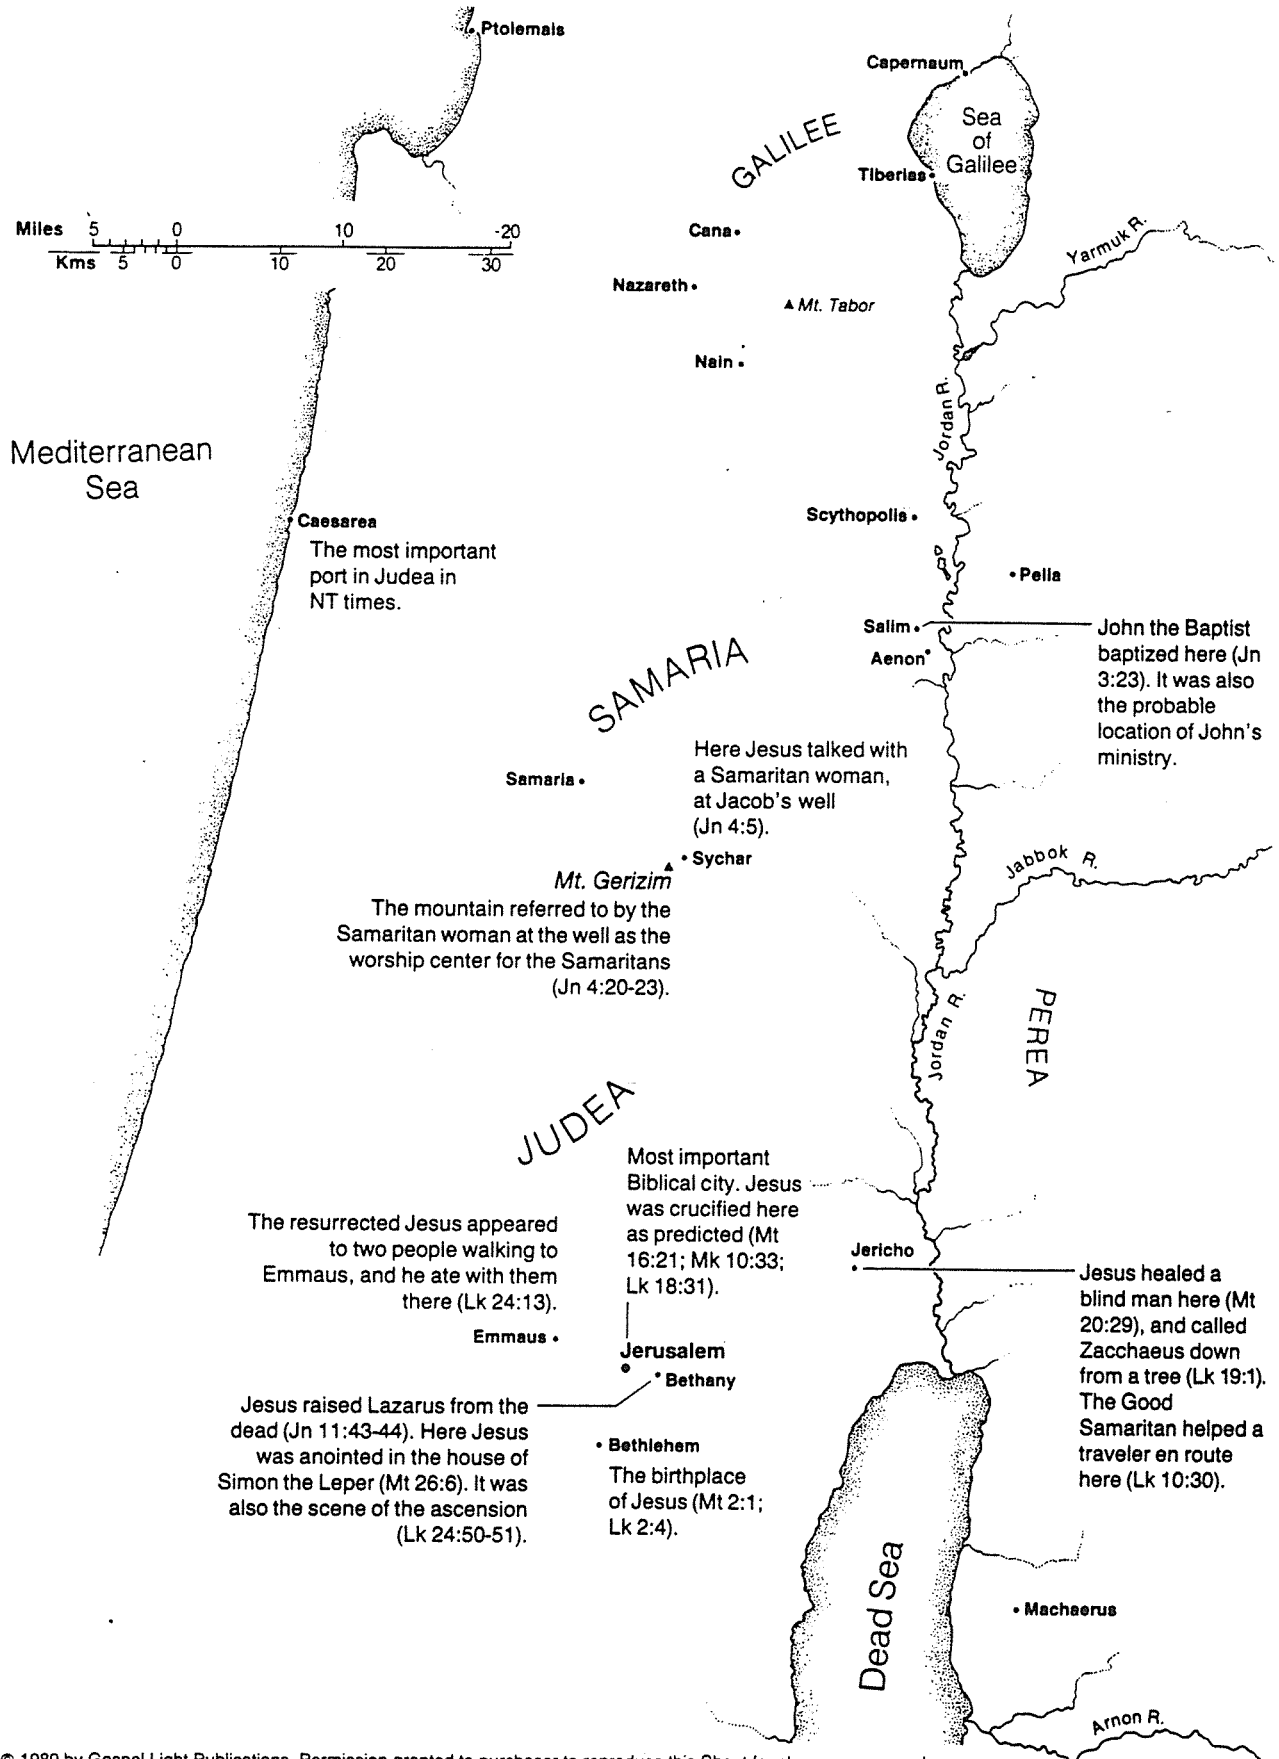 Ptolemais
Capernaum
Sea
of
Galilee
GALILEE
Tiberias
Miles 5 0 10 -20
Kms 5 0 10 20 30
Cana
Yarmuk R.
Nazareth
Mt. Tabor
Nain
Jordan R.
Mediterranean
Sea
Scythopolis
Caesarea
The most important
port in Judea in
NT times.
Pella
Salim
Aenon
John the Baptist
baptized here (Jn
3:23). It was also
the probable
location of John's
ministry.
SAMARIA
Here Jesus talked with
a Samaritan woman,
at Jacob's well
(Jn 4:5).
Samaria
Sychar
Jabbok R.
Mt. Gerizim
The mountain referred to by the
Samaritan woman at the well as the
worship center for the Samaritans
(Jn 4:20-23).
Jordan R.
PEREA
JUDEA
Most important
Biblical city. Jesus
was crucified here
as predicted (Mt
16:21; Mk 10:33;
Lk 18:31).
The resurrected Jesus appeared
to two people walking to
Emmaus, and he ate with them
there (Lk 24:13).
Jericho
Jesus healed a
blind man here (Mt
20:29), and called
Zacchaeus down
from a tree (Lk 19:1).
The Good
Samaritan helped a
traveler en route
here (Lk 10:30).
Emmaus
Jerusalem
Bethany
Jesus raised Lazarus from the
dead (Jn 11:43-44). Here Jesus
was anointed in the house of
Simon the Leper (Mt 26:6). It was
also the scene of the ascension
(Lk 24:50-51).
Bethlehem
The birthplace
of Jesus (Mt 2:1;
Lk 2:4).
Dead Sea
Machaerus
Arnon R.
© 1989 by Gospel Light Publications. Permission granted to purchaser to reproduce this